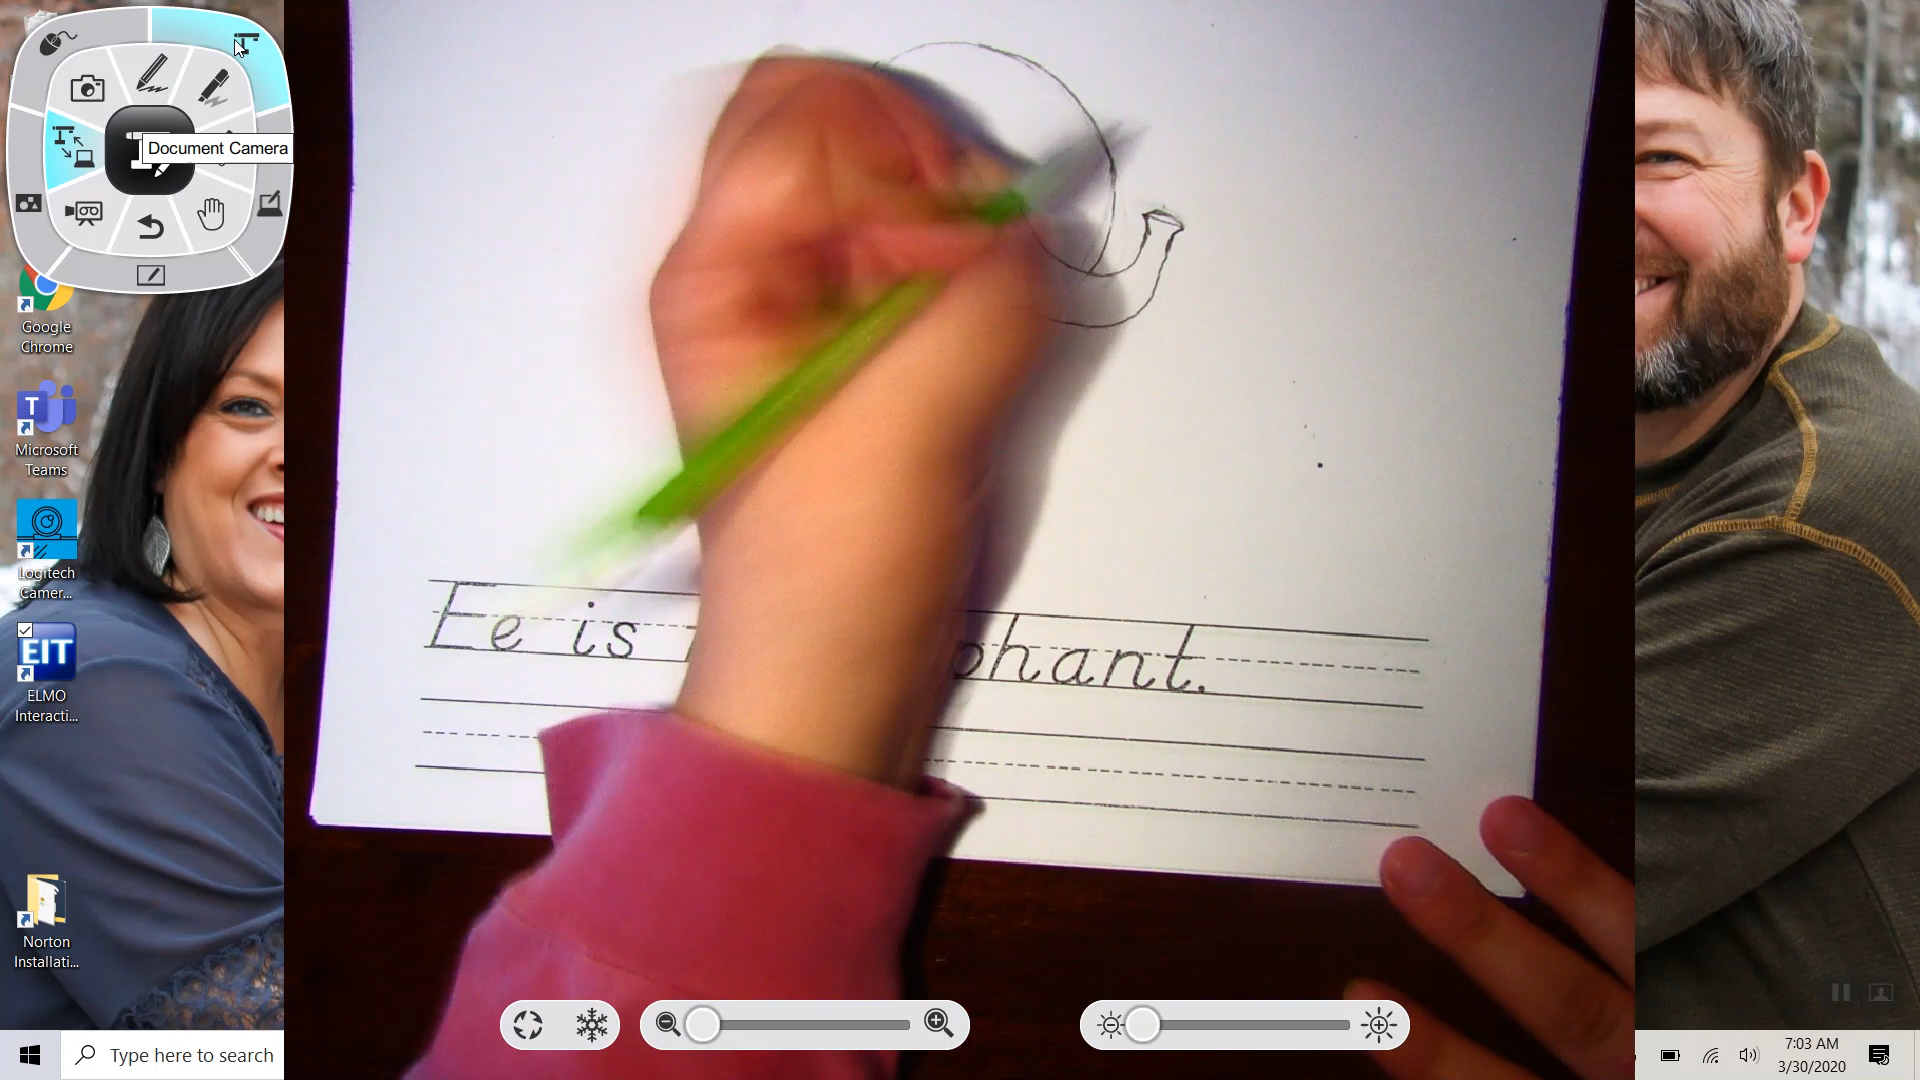 Document Camera
Google
Chrome
T
Microsoft
Teams
Logitech
Camer...
EIT
ELMO
Interacti...
Norton
Installati...
Ee is phant.
Type here to search
7:03 AM
3/30/2020